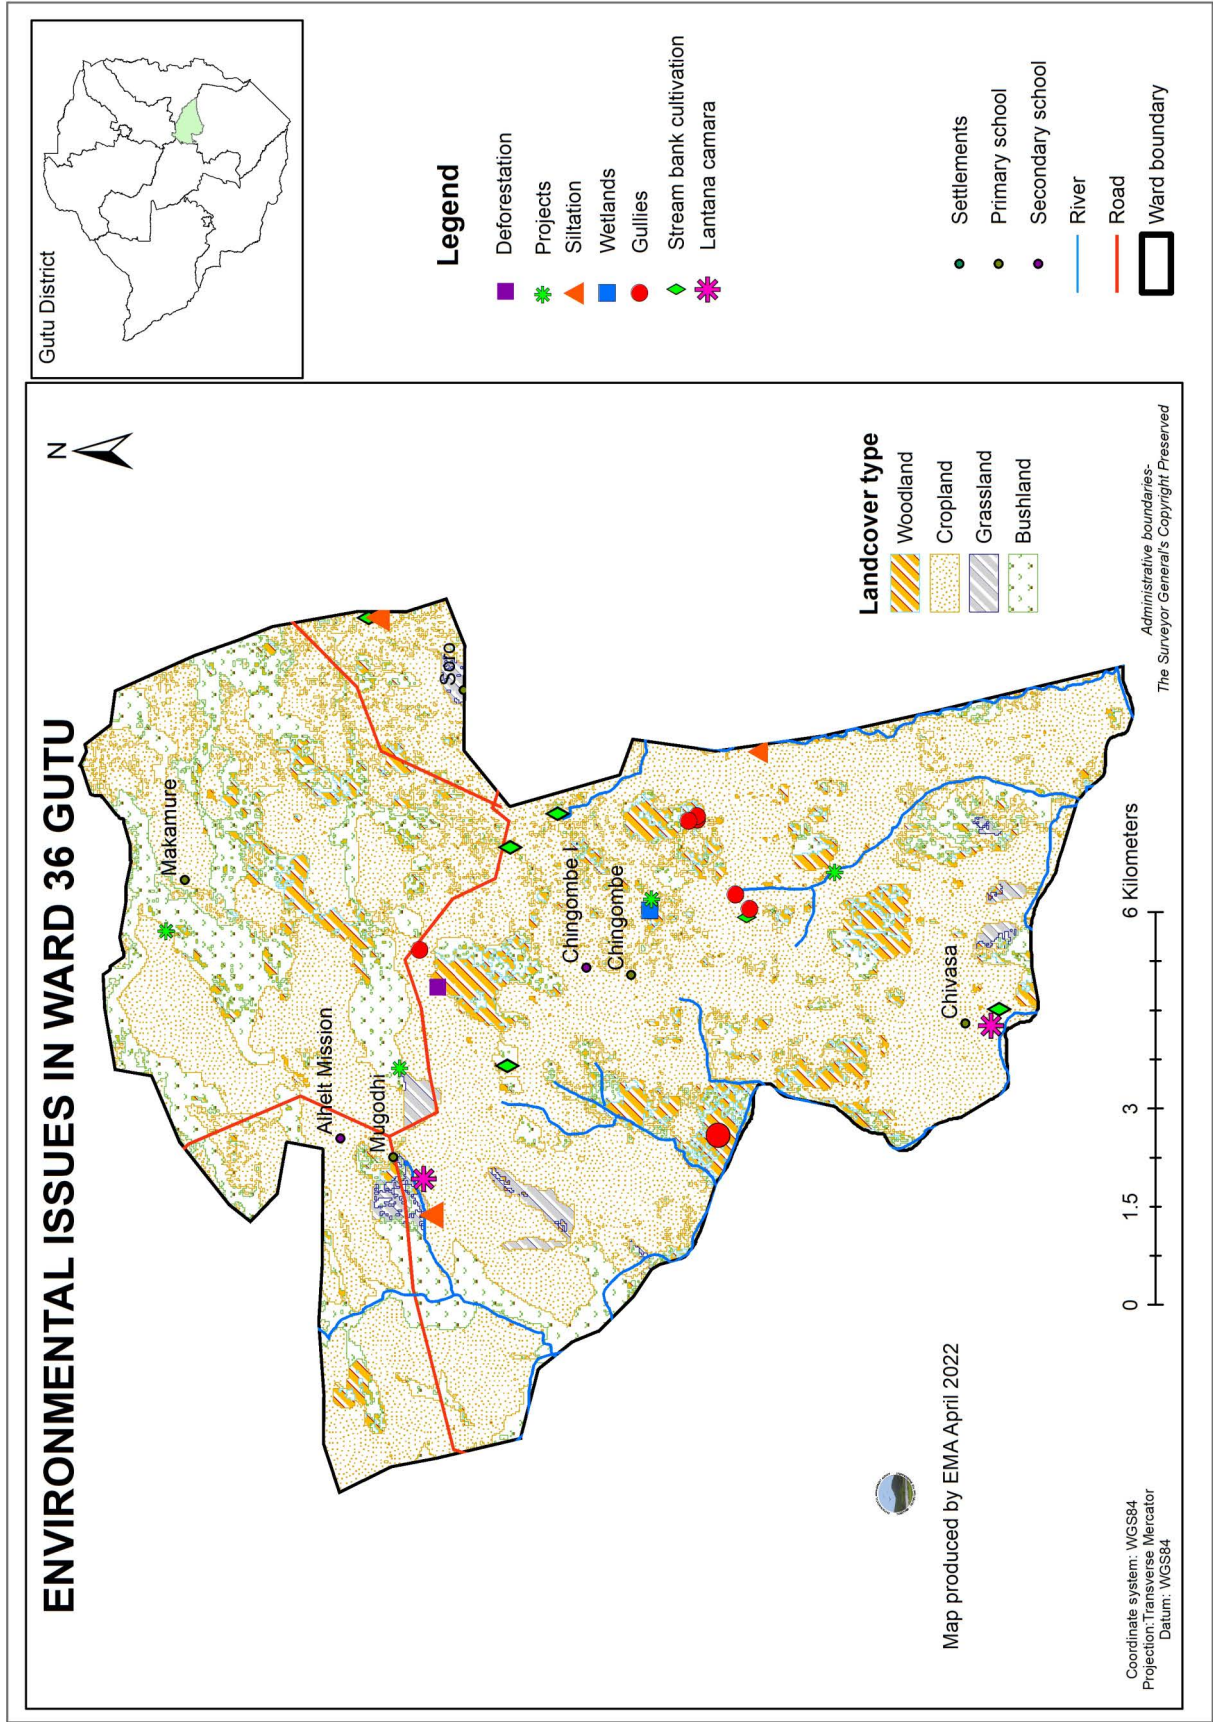 ENVIRONMENTAL ISSUES IN WARD 36 GUTU
N
Makamure
Alheit Mission
Mugodhi
Soro
Chingombe I
Chingombe
Chivasa
Landcover type
Woodland
Cropland
Grassland
Bushland
Map produced by EMA April 2022
0 1.5 3 6 Kilometers
Coordinate system: WGS84
Projection:Transverse Mercator
Datum: WGS84
Administrative boundaries-
The Surveyor General's Copyright Preserved
Gutu District
Legend
Deforestation
Projects
Siltation
Wetlands
Gullies
Stream bank cultivation
Lantana camara
Settlements
Primary school
Secondary school
River
Road
Ward boundary